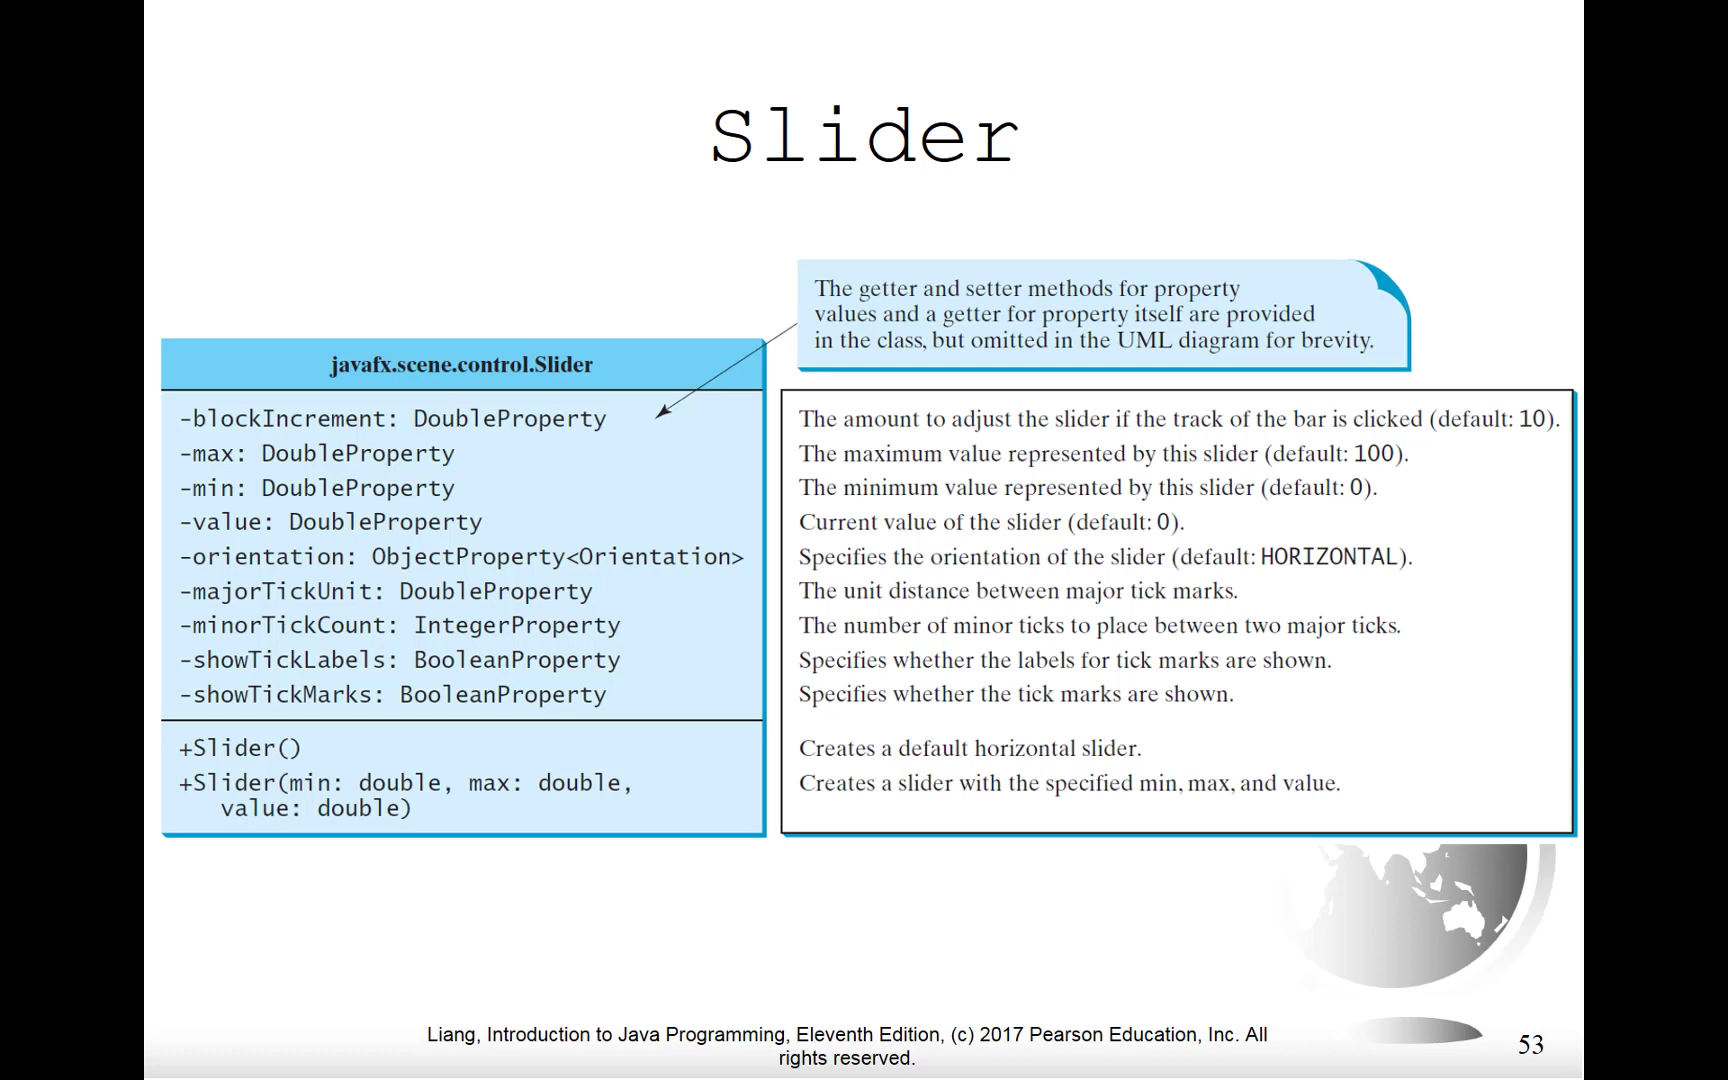 Slider
The getter and setter methods for property
values and a getter for property itself are provided
in the class, but omitted in the UML diagram for brevity.
javafx.scene.control.Slider
-blockIncrement: DoubleProperty
The amount to adjust the slider if the track of the bar is clicked (default: 10).
-max: DoubleProperty
The maximum value represented by this slider (default: 100).
-min: DoubleProperty
The minimum value represented by this slider (default: 0).
-value: DoubleProperty
Current value of the slider (default: 0).
-orientation: ObjectProperty<Orientation>
Specifies the orientation of the slider (default: HORIZONTAL).
-majorTickUnit: DoubleProperty
The unit distance between major tick marks.
-minorTickCount: IntegerProperty
The number of minor ticks to place between two major ticks.
-showTickLabels: BooleanProperty
Specifies whether the labels for tick marks are shown.
-showTickMarks: BooleanProperty
Specifies whether the tick marks are shown.
+Slider()
Creates a default horizontal slider.
+Slider(min: double, max: double,
value: double)
Creates a slider with the specified min, max, and value.
Liang, Introduction to Java Programming, Eleventh Edition, (c) 2017 Pearson Education, Inc. All
rights reserved.
53